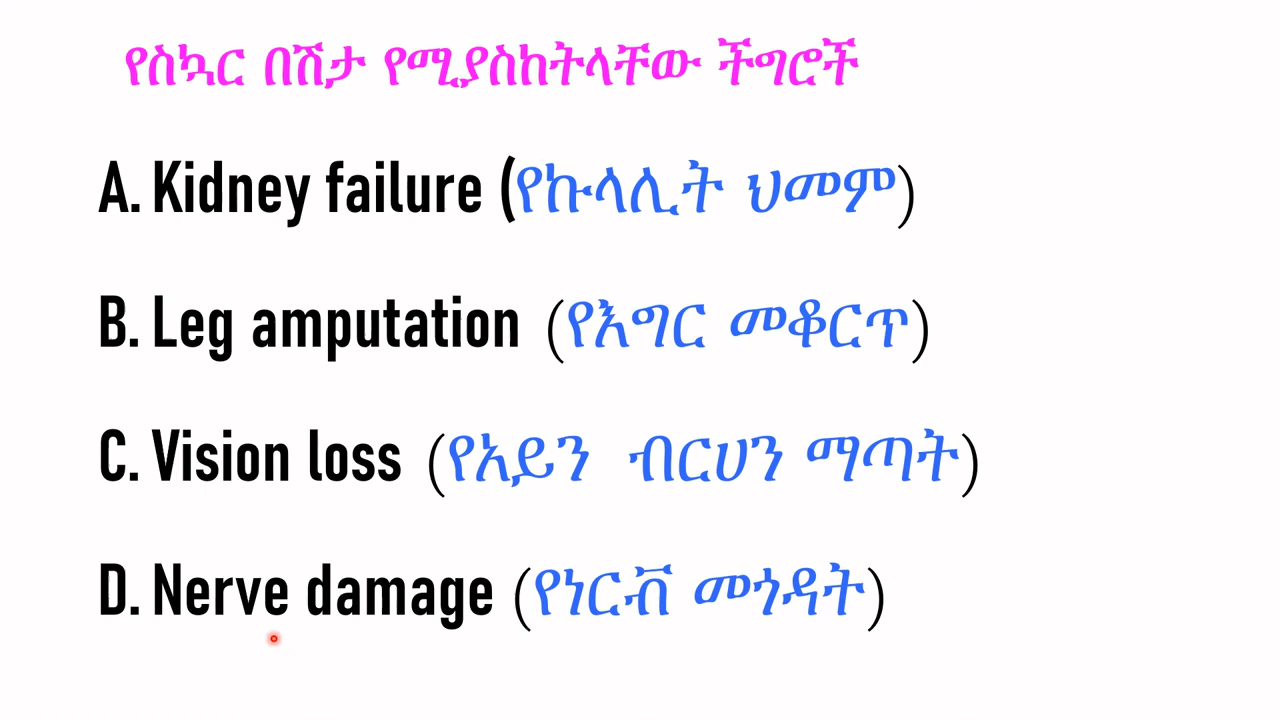 የስኳር በሽታ የሚያስከትላቸው ችግሮች
A. Kidney failure (የኩላሊት ህመም)
B. Leg amputation (የእግር መቆርጥ)
C. Vision loss (የአይን ብርሀን ማጣት)
D. Nerve damage (የነርቭ መጎዳት)